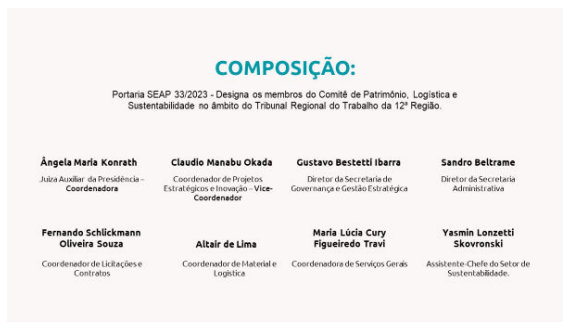 COMPOSIÇÃO:
Portaria SEAP 33/2023 - Designa os membros do Comitê de Patrimônio, Logística e
Sustentabilidade no âmbito do Tribunal Regional do Trabalho da 12ª Região.
Ângela Maria Konrath
Juíza Auxiliar da Presidência –
Coordenadora
Claudio Manabu Okada
Coordenador de Projetos
Estratégicos e Inovação – Vice-
Coordenador
Gustavo Bestetti Ibarra
Diretor da Secretaria de
Governança e Gestão Estratégica
Sandro Beltrame
Diretor da Secretaria
Administrativa
Fernando Schlickmann
Oliveira Souza
Coordenador de Licitações e
Contratos
Altair de Lima
Coordenador de Material e
Logística
Maria Lúcia Cury
Figueiredo Travi
Coordenadora de Serviços Gerais
Yasmin Lonzetti
Skovronski
Assistente-Chefe do Setor de
Sustentabilidade.